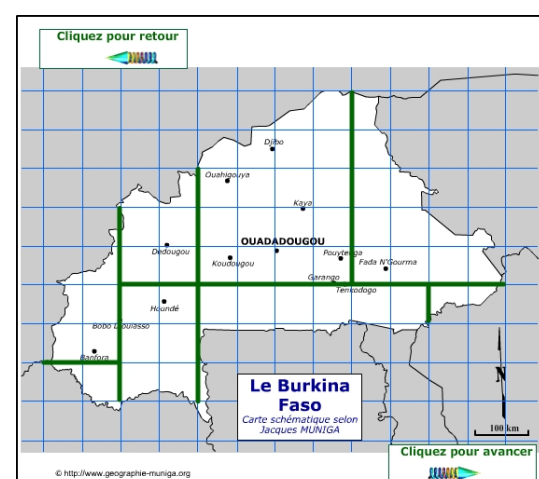 Cliquez pour retour
Djibo
Ouahigouya
Kaya
OUADADOUGOU
Dedougou
Koudougou
Pouytenga
Fada N'Gourma
Garango
Tenkodogo
Houndé
Bobo Dioulasso
Banfora
Le Burkina
Faso
Carte schématique selon
Jacques MUNIGA
N
100 km
Cliquez pour avancer
© http://www.geographie-muniga.org